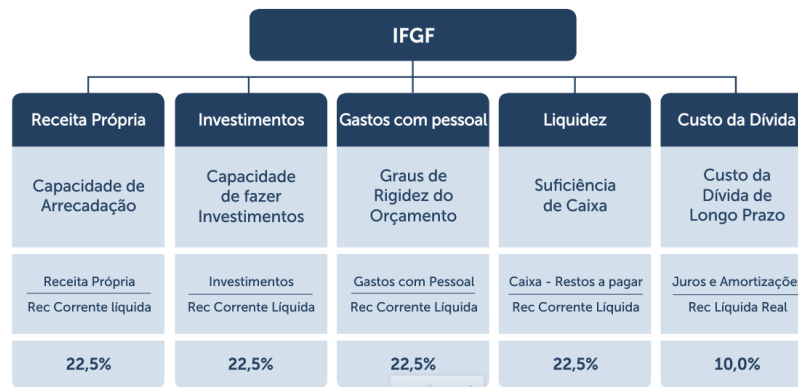 IFGF
Receita Própria
Investimentos
Gastos com pessoal
Liquidez
Custo da Dívida
Capacidade de
Arrecadação
Capacidade
de fazer
Investimentos
Graus de
Rigidez do
Orçamento
Suficiência
de Caixa
Custo da
Dívida de
Longo Prazo
Receita Própria
Rec Corrente líquida
Investimentos
Rec Corrente Líquida
Gastos com Pessoal
Rec Corrente Líquida
Caixa - Restos a pagar
Rec Corrente Líquida
Juros e Amortizaçõe
Rec Líquida Real
22,5%
22,5%
22,5%
22,5%
10,0%